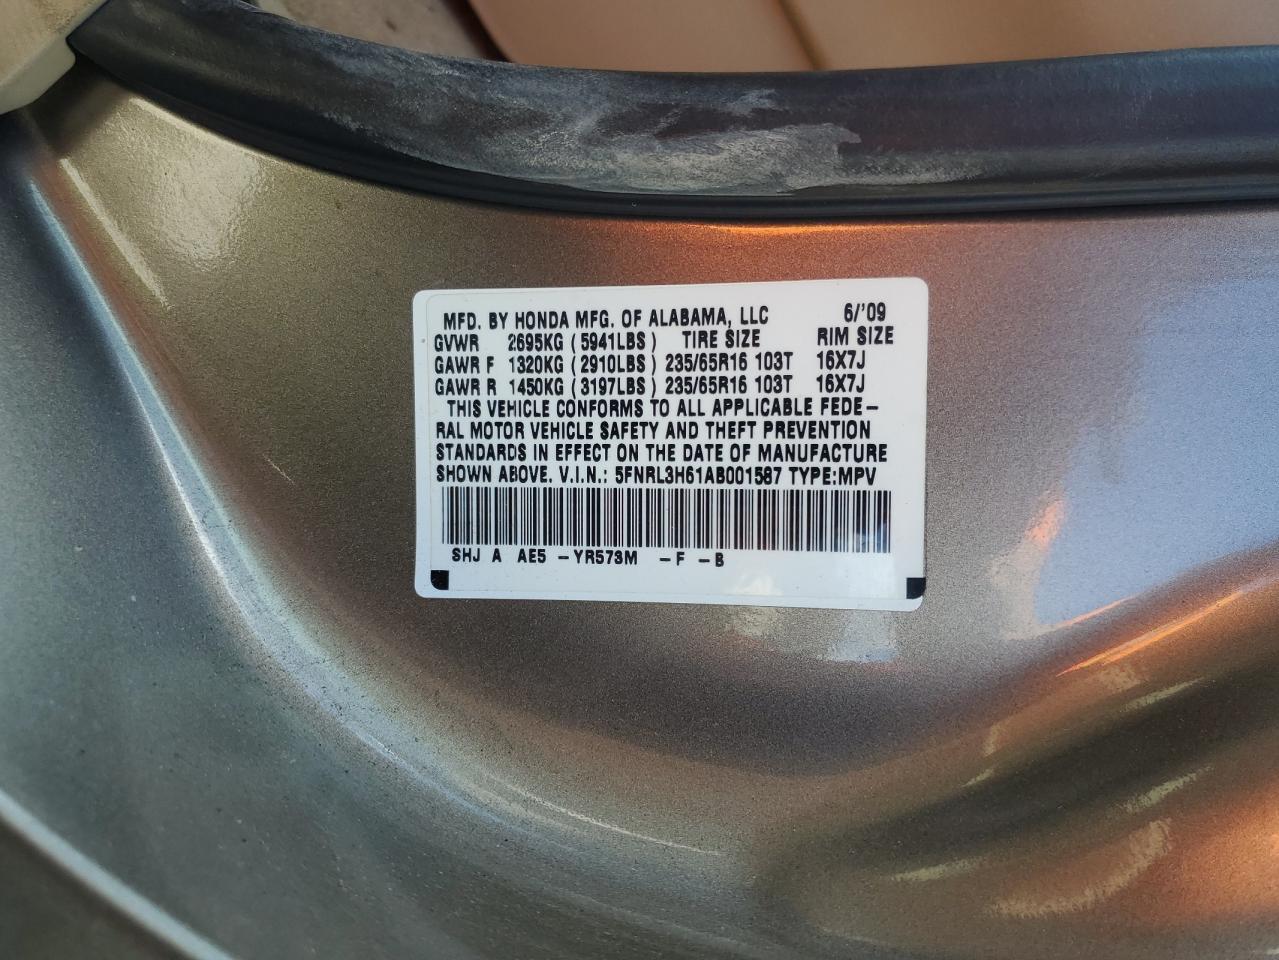 MFD. BY HONDA MFG. OF ALABAMA, LLC 6/'09
GVWR 2695KG (5941LBS) TIRE SIZE RIM SIZE
GAWR F 1320KG (2910LBS) 235/65R16 103T 16X7J
GAWR R 1450KG (3197LBS) 235/65R16 103T 16X7J
THIS VEHICLE CONFORMS TO ALL APPLICABLE FEDE-
RAL MOTOR VEHICLE SAFETY AND THEFT PREVENTION
STANDARDS IN EFFECT ON THE DATE OF MANUFACTURE
SHOWN ABOVE. V.I.N.: 5FNRL3H61AB001587 TYPE:MPV
SHJ A AE5 -YR573M -F -B